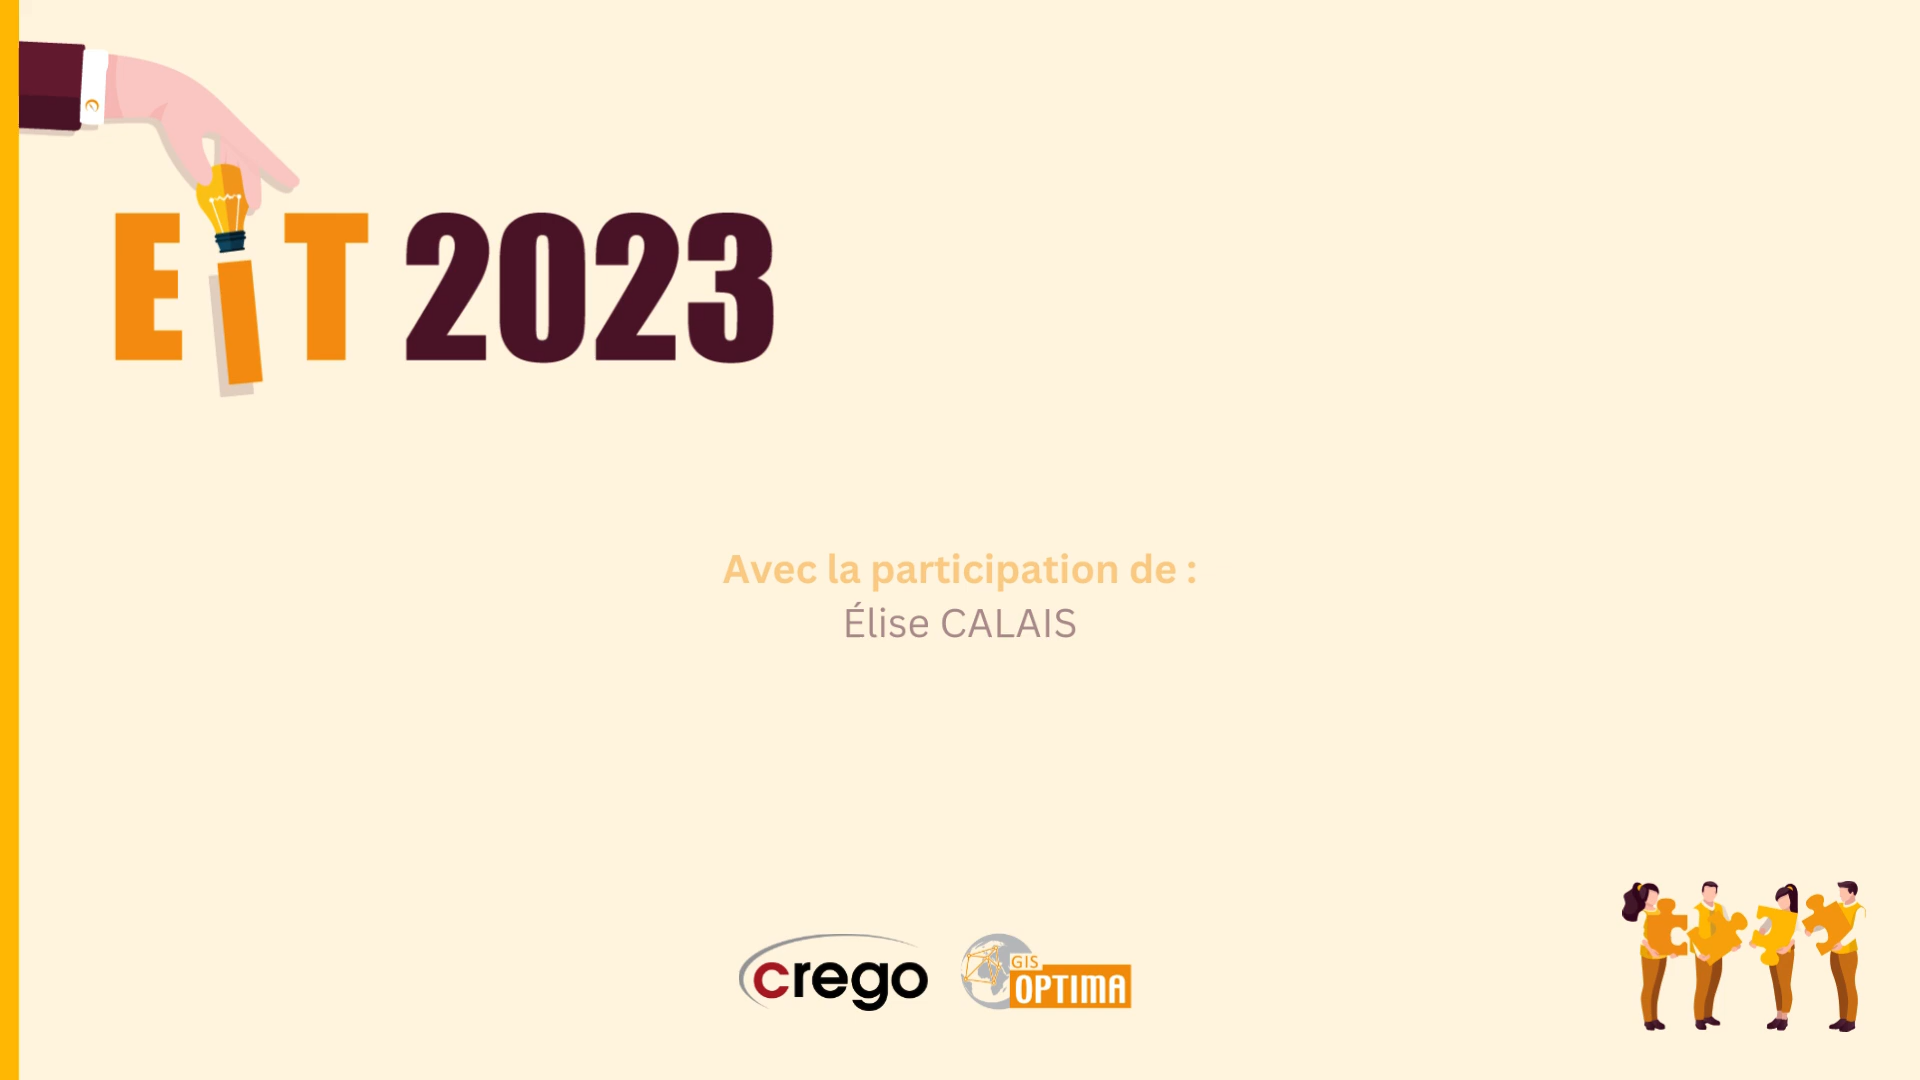 EIT 2023
Avec la participation de :
Élise CALAIS
crego
GIS
OPTIMA